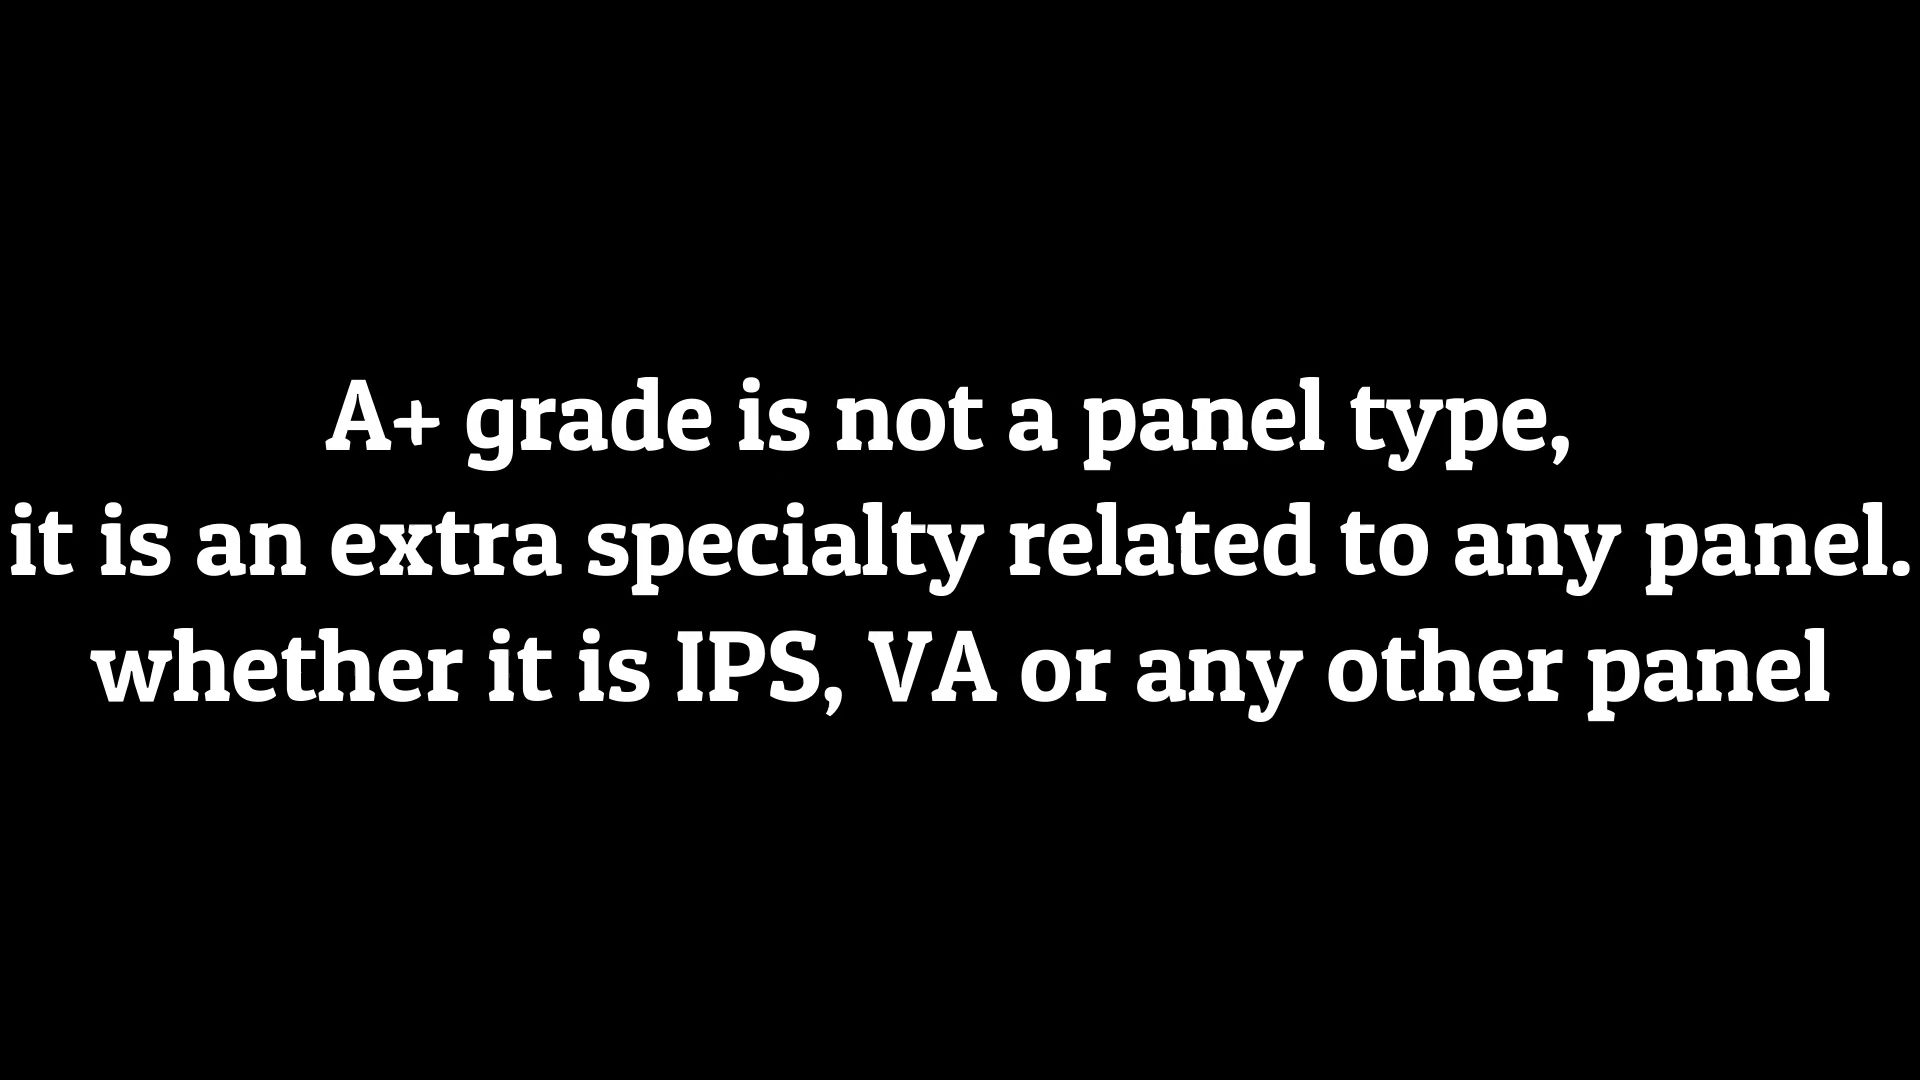 A+ grade is not a panel type,
it is an extra specialty related to any panel.
whether it is IPS, VA or any other panel